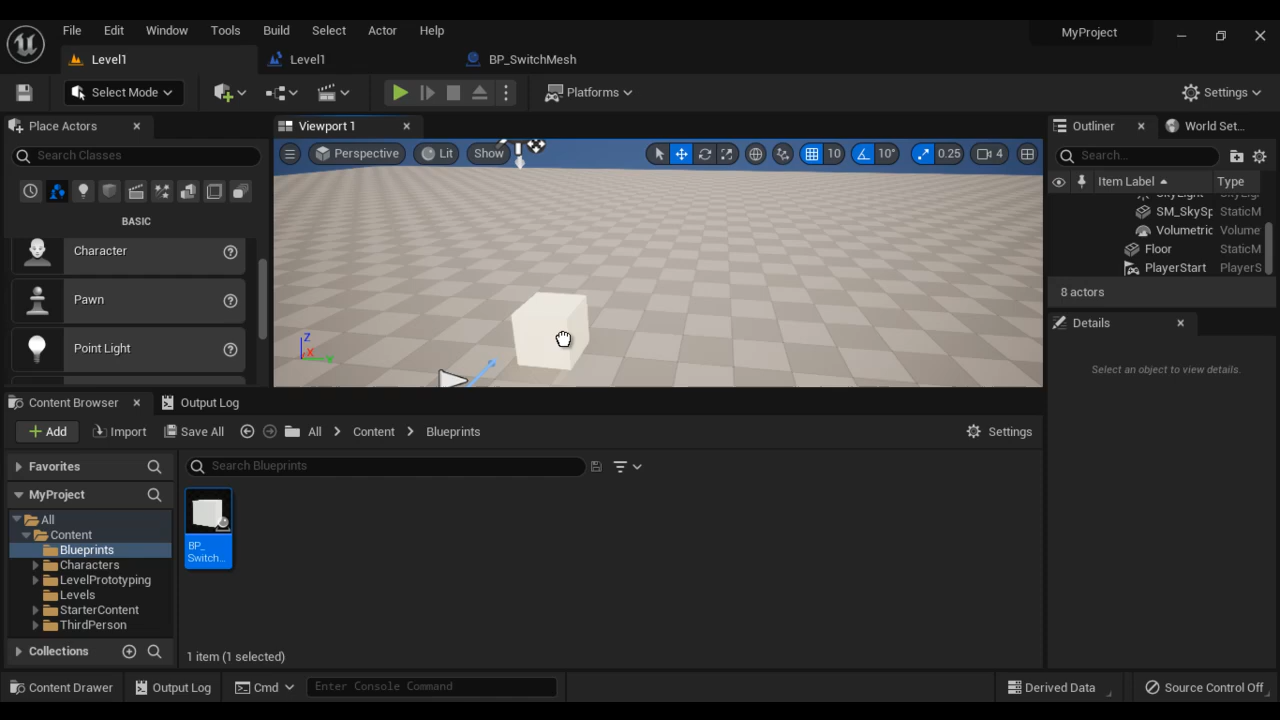 File Edit Window Tools Build Select Actor Help
MyProject
Level1
Level1
BP_SwitchMesh
Select Mode
Platforms
Settings
Place Actors
Viewport 1
Outliner
World Set...
Search Classes
Perspective
Lit
Show
10
10°
0.25
4
Search...
Item Label
Type
SkyLight
SkyLig
SM_SkySp
StaticM
Volumetric
Volume
Floor
StaticM
PlayerStart
PlayerS
8 actors
BASIC
Character
Pawn
Point Light
Z
X
Y
Details
Select an object to view details.
Content Browser
Output Log
Add
Import
Save All
All
Content
Blueprints
Settings
Favorites
Search Blueprints
MyProject
All
Content
Blueprints
Characters
LevelPrototyping
Levels
StarterContent
ThirdPerson
BP_
Switch...
Collections
1 item (1 selected)
Content Drawer
Output Log
Cmd
Enter Console Command
Derived Data
Source Control Off